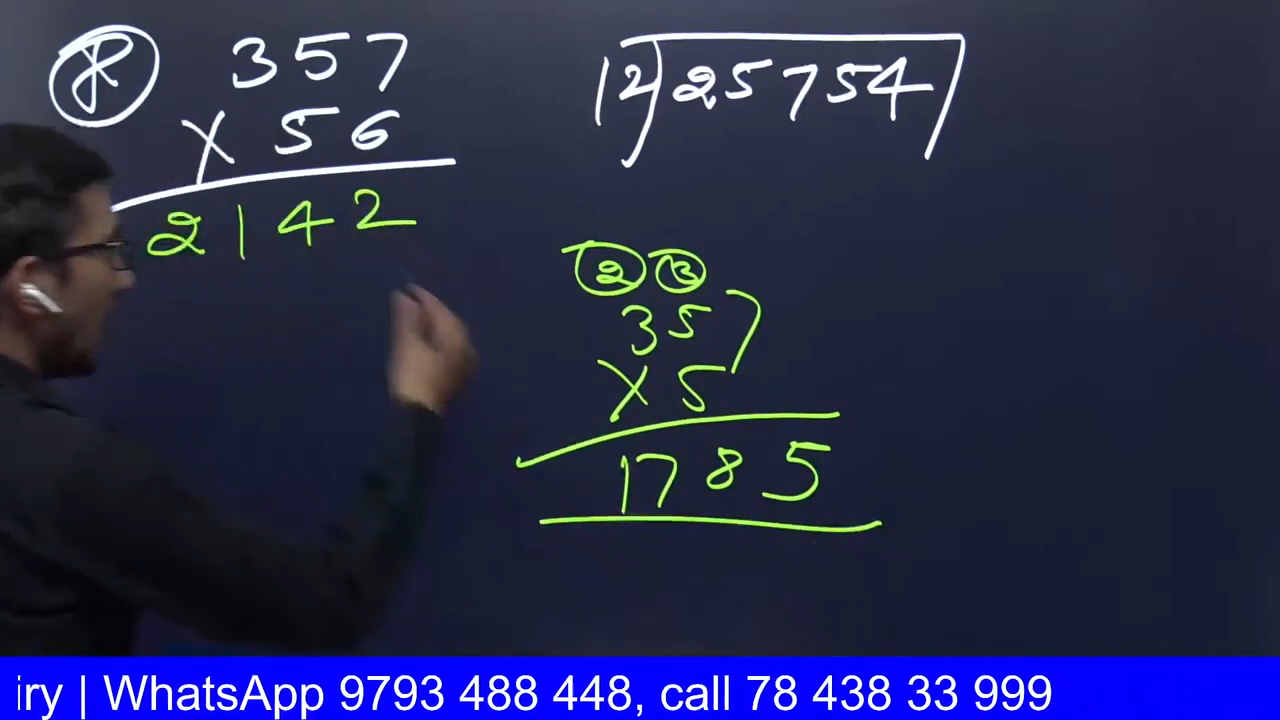 8 357
X 56
2142
12)25754)
2 3
357
X 5
1785
iry | WhatsApp 9793 488 448, call 78 438 33 999